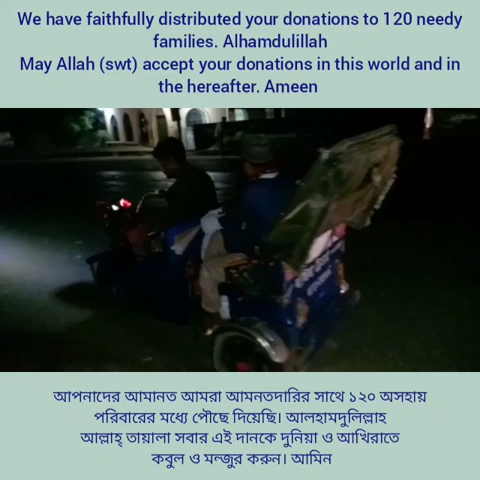 We have faithfully distributed your donations to 120 needy
families. Alhamdulillah
May Allah (swt) accept your donations in this world and in
the hereafter. Ameen
আপনাদের আমানত আমরা আমনতদারির সাথে ১২০ অসহায়
পরিবারের মধ্যে পৌছে দিয়েছি। আলহামদুলিল্লাহ
আল্লাহ্ তায়ালা সবার এই দানকে দুনিয়া ও আখিরাতে
কবুল ও মন্জুর করুন। আমিন